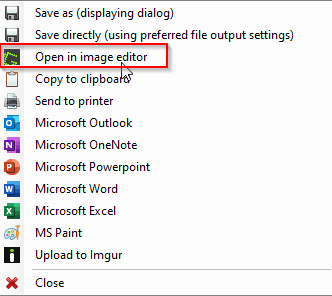 Save as (displaying dialog)
Save directly (using preferred file output settings)
Open in image editor
Copy to clipboard
Send to printer
Microsoft Outlook
Microsoft OneNote
Microsoft Powerpoint
Microsoft Word
Microsoft Excel
MS Paint
Upload to Imgur
Close